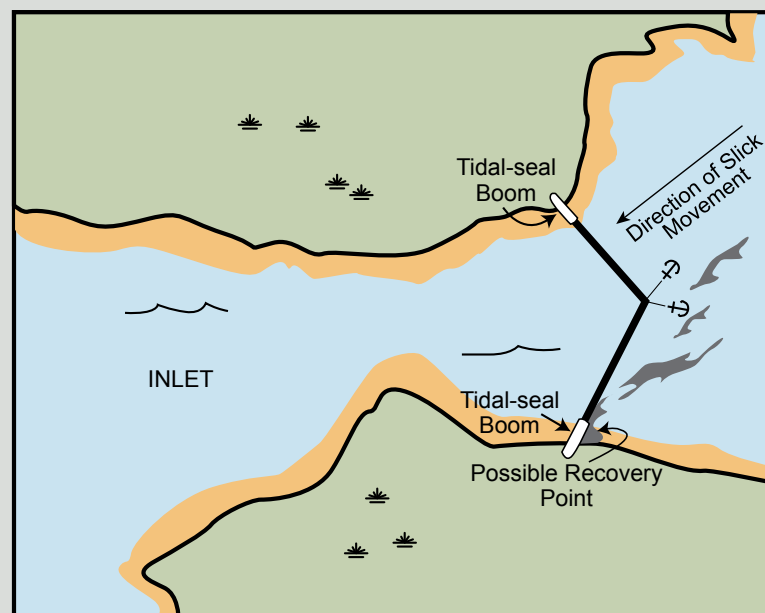 Tidal-seal
Boom
Direction of Slick
Movement
INLET
Tidal-seal
Boom
Possible Recovery
Point